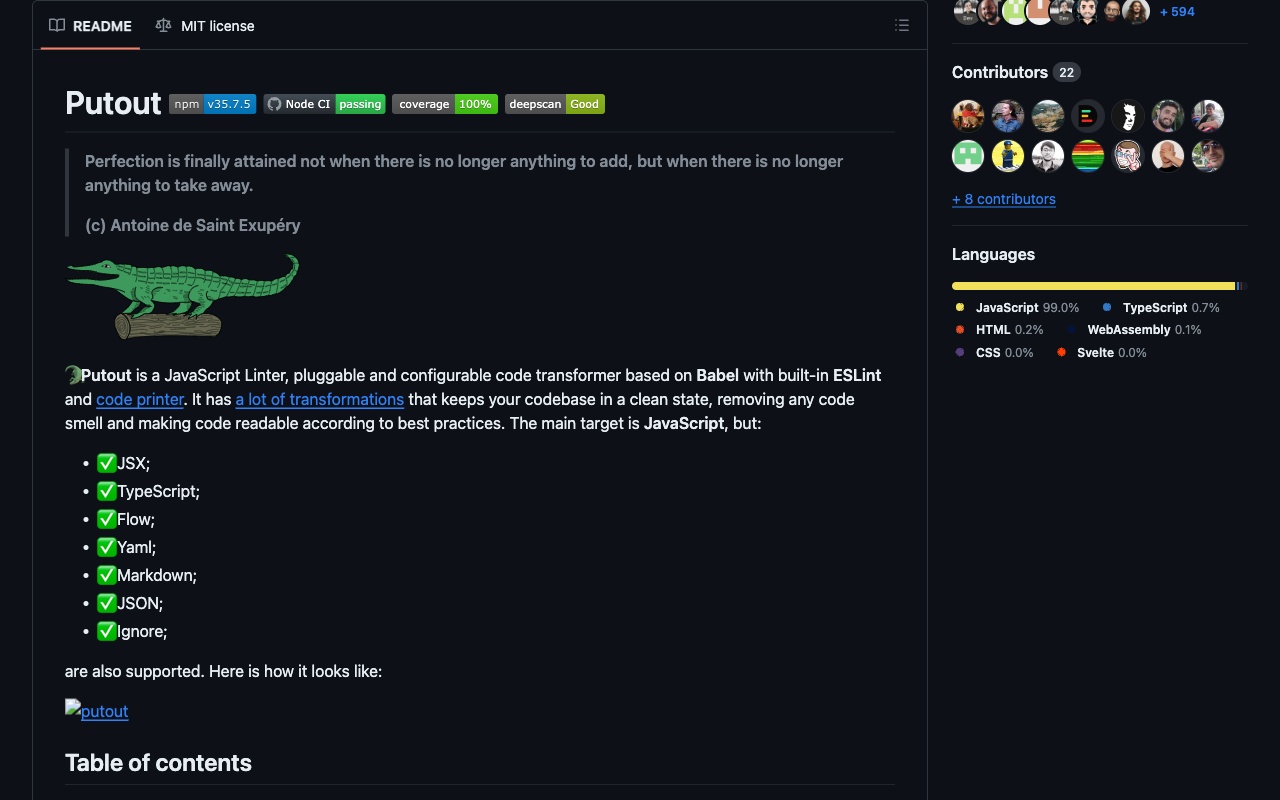 README
MIT license
Putout
npm v35.7.5
Node CI passing
coverage 100%
deepscan Good
Perfection is finally attained not when there is no longer anything to add, but when there is no longer
anything to take away.
(c) Antoine de Saint Exupéry
Putout is a JavaScript Linter, pluggable and configurable code transformer based on Babel with built-in ESLint
and code printer. It has a lot of transformations that keeps your codebase in a clean state, removing any code
smell and making code readable according to best practices. The main target is JavaScript, but:
• ✅JSX;
• ✅TypeScript;
• ✅Flow;
• ✅Yaml;
• ✅Markdown;
• ✅JSON;
• ✅Ignore;
are also supported. Here is how it looks like:
putout
Table of contents
+ 594
Contributors 22
+ 8 contributors
Languages
JavaScript 99.0%
TypeScript 0.7%
HTML 0.2%
WebAssembly 0.1%
CSS 0.0%
Svelte 0.0%